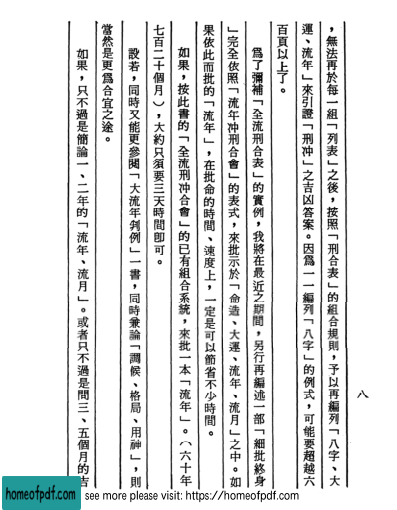 ，無法再於每一組「列表」之後，按照「刑合表」的組合規則，予以再編列「八字、大
運、流年」來引證「刑冲」之吉凶答案。因爲一一編列「八字」的例式，可能要超越六
百頁以上了。
爲了彌補「全流刑合會表」的實例，我將在最近之期間，另行再編述一部「細批終身
」完全依照「流年冲刑合會」的表式，來批示於「命造、大運、流年、流月」之中。如
果依此而批的「流年」，在批命的時間、速度上，一定是可以節省不少時間。
如果，按此書的「全流刑冲合會」的已有組合系統，來批一本「流年」。（六十年
七百二十個月），大約只須要三天時間即可。
設若，同時又能更參閱「大流年判例」一書，同時兼論「調候、格局、用神」，則
當然是更爲合宜之途。
如果，只不過是簡論一、二年的「流年、流月」。或者只不過是問三、五個月的吉
八
homeofpdf.com
see more please visit: https://homeofpdf.com